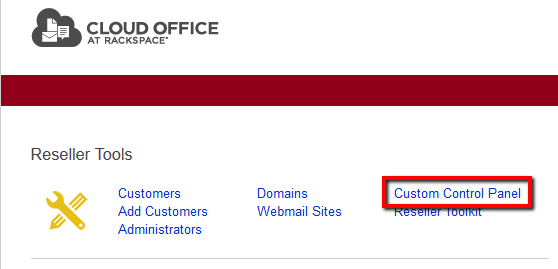 CLOUD OFFICE
AT RACKSPACE®
Reseller Tools
Customers Domains Custom Control Panel
Add Customers Webmail Sites Reseller Toolkit
Administrators